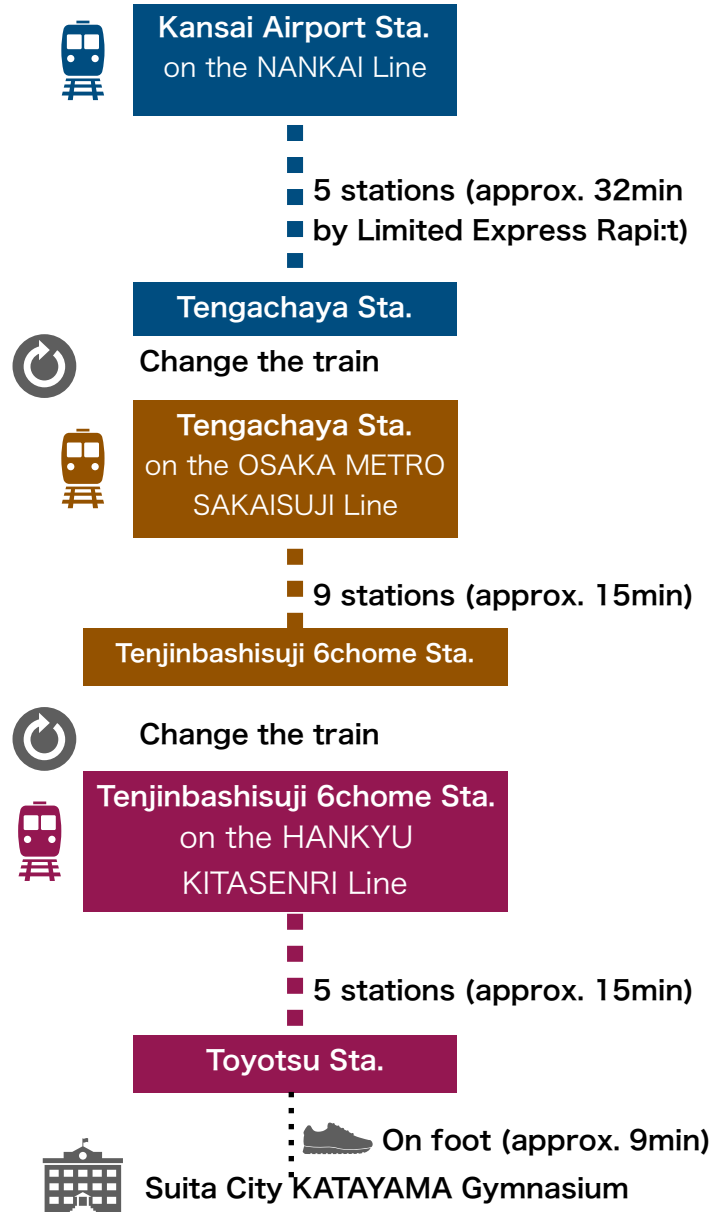 Kansai Airport Sta.
on the NANKAI Line
5 stations (approx. 32min
by Limited Express Rapi:t)
Tengachaya Sta.
Change the train
Tengachaya Sta.
on the OSAKA METRO
SAKAISUJI Line
9 stations (approx. 15min)
Tenjinbashisuji 6chome Sta.
Change the train
Tenjinbashisuji 6chome Sta.
on the HANKYU
KITASENRI Line
5 stations (approx. 15min)
Toyotsu Sta.
On foot (approx. 9min)
Suita City KATAYAMA Gymnasium